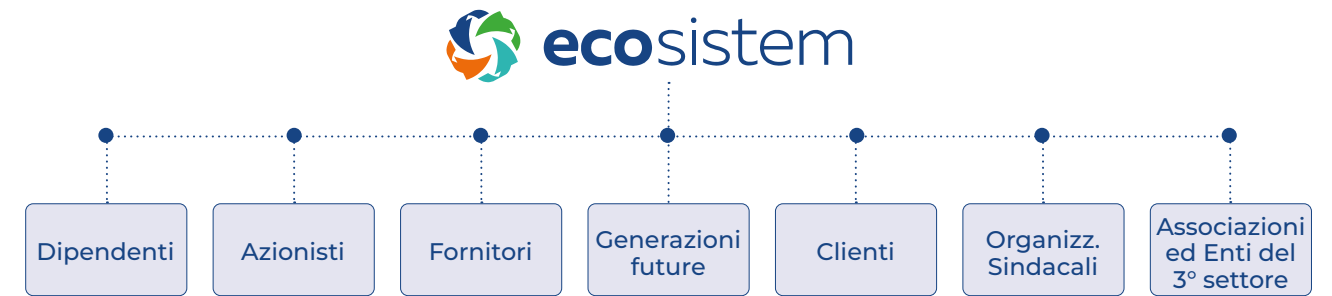 ecosistem
Dipendenti
Azionisti
Fornitori
Generazioni
future
Clienti
Organizz.
Sindacali
Associazioni
ed Enti del
3° settore